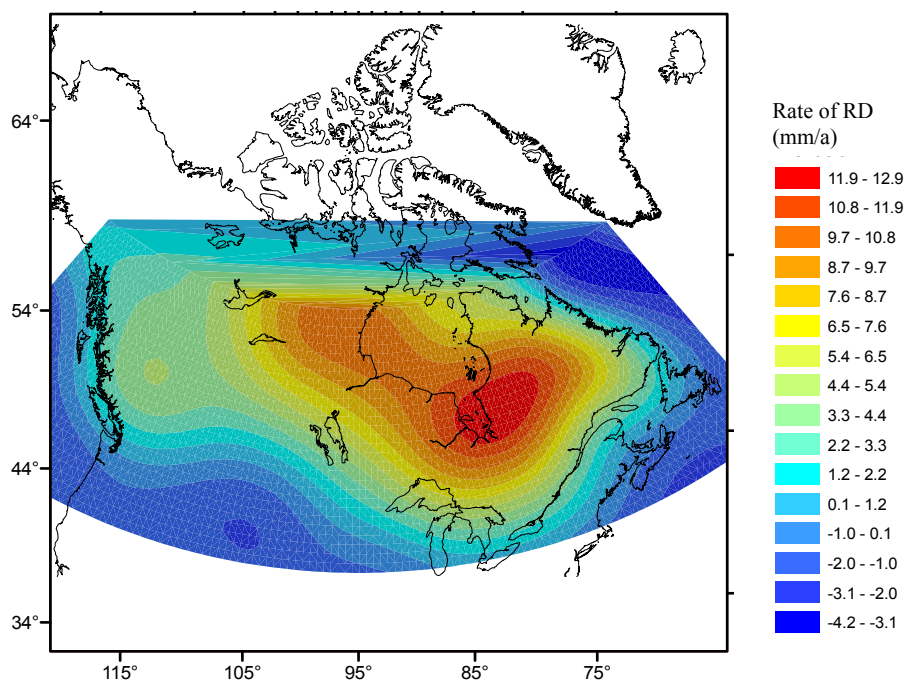 Rate of RD
(mm/a)
11.9 - 12.9
10.8 - 11.9
9.7 - 10.8
8.7 - 9.7
7.6 - 8.7
6.5 - 7.6
5.4 - 6.5
4.4 - 5.4
3.3 - 4.4
2.2 - 3.3
1.2 - 2.2
0.1 - 1.2
-1.0 - 0.1
-2.0 - -1.0
-3.1 - -2.0
-4.2 - -3.1
64°
54°
44°
34°
115°
105°
95°
85°
75°